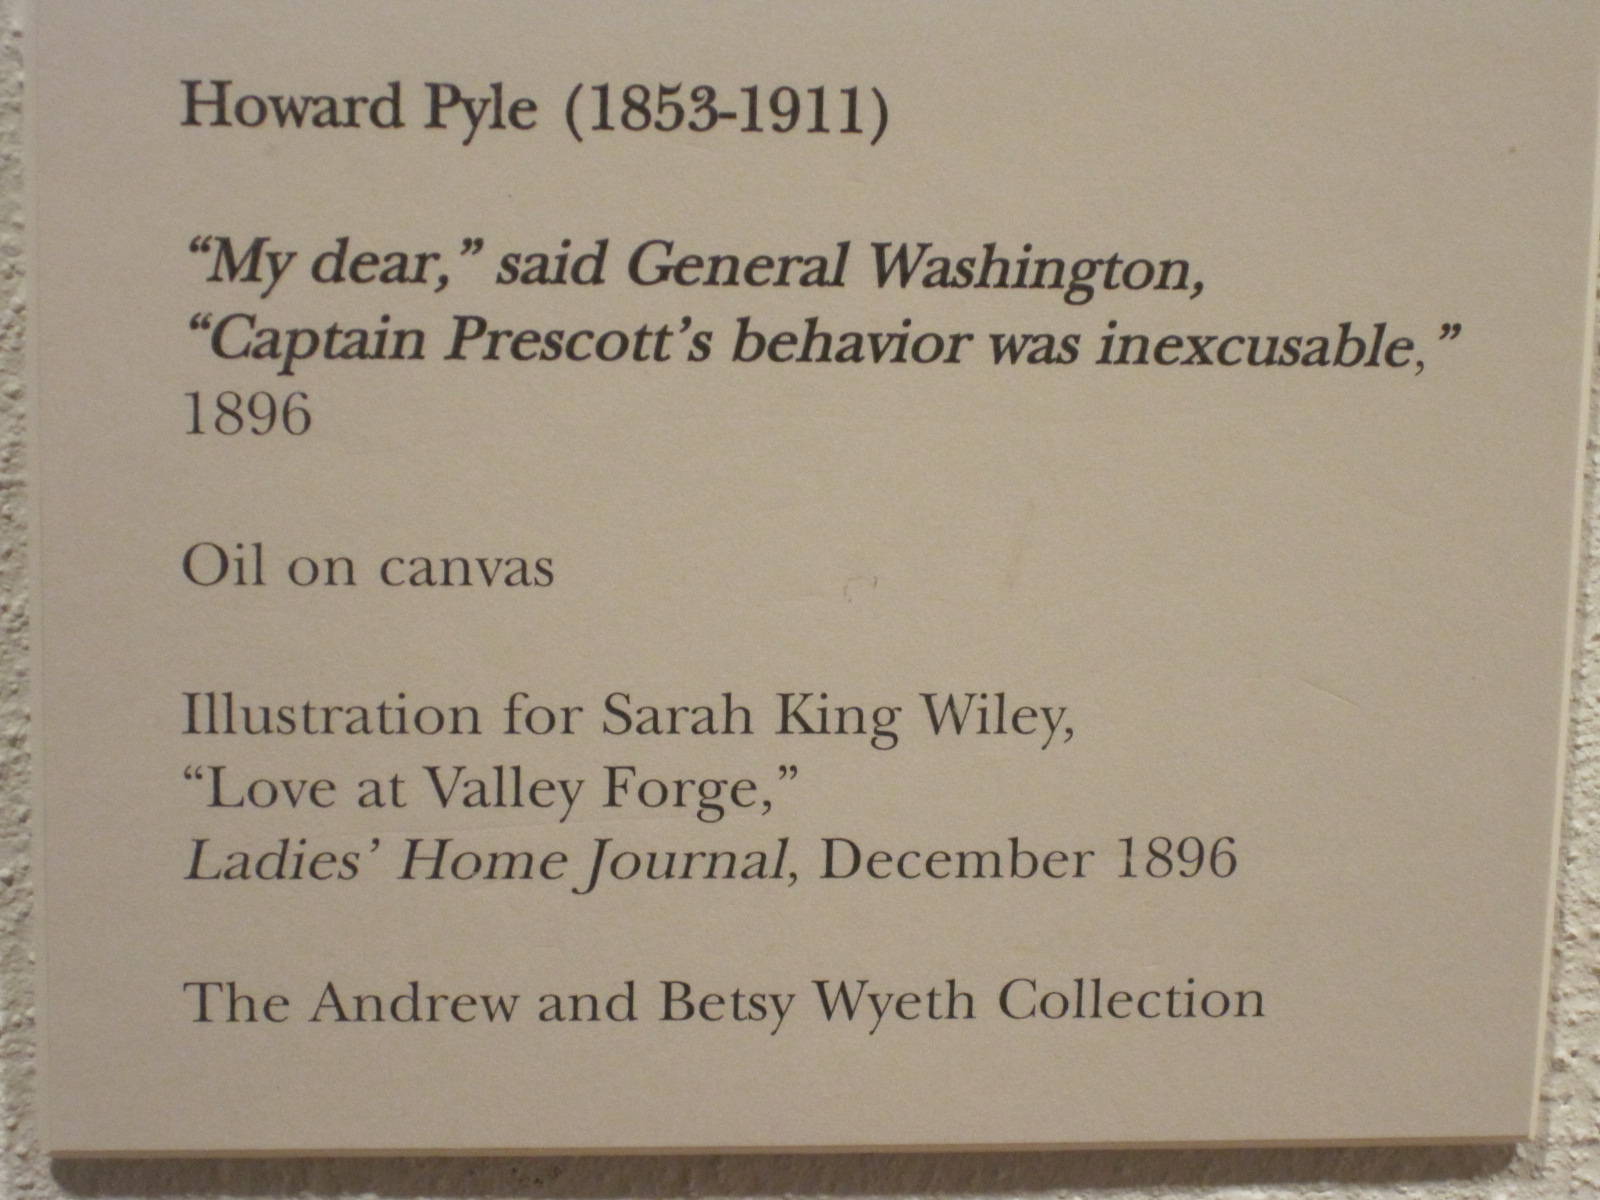 Howard Pyle (1853-1911)
“My dear,” said General Washington,
“Captain Prescott’s behavior was inexcusable,”
1896
Oil on canvas
Illustration for Sarah King Wiley,
“Love at Valley Forge,”
Ladies’ Home Journal, December 1896
The Andrew and Betsy Wyeth Collection